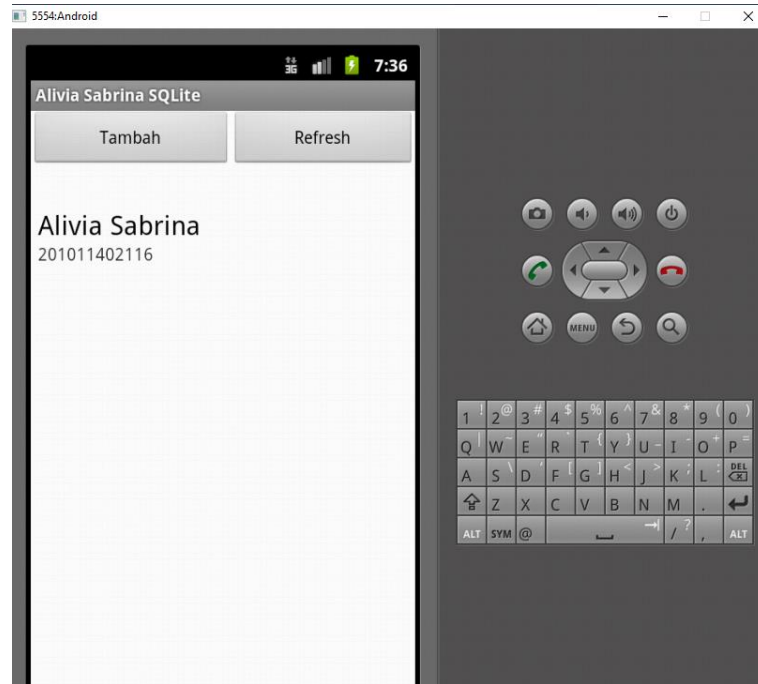 5554:Android
3G 7:36
Alivia Sabrina SQLite
Tambah Refresh
Alivia Sabrina
201011402116
MENU
1 ! 2 @ 3 # 4 $ 5 % 6 ^ 7 & 8 * 9 ( 0 )
Q | W ~ E " R ` T { Y } U _ I - O + P =
A S \ D ' F [ G ] H < J > K ; L : DEL
Z X C V B N M .
ALT SYM @ / ? , ALT